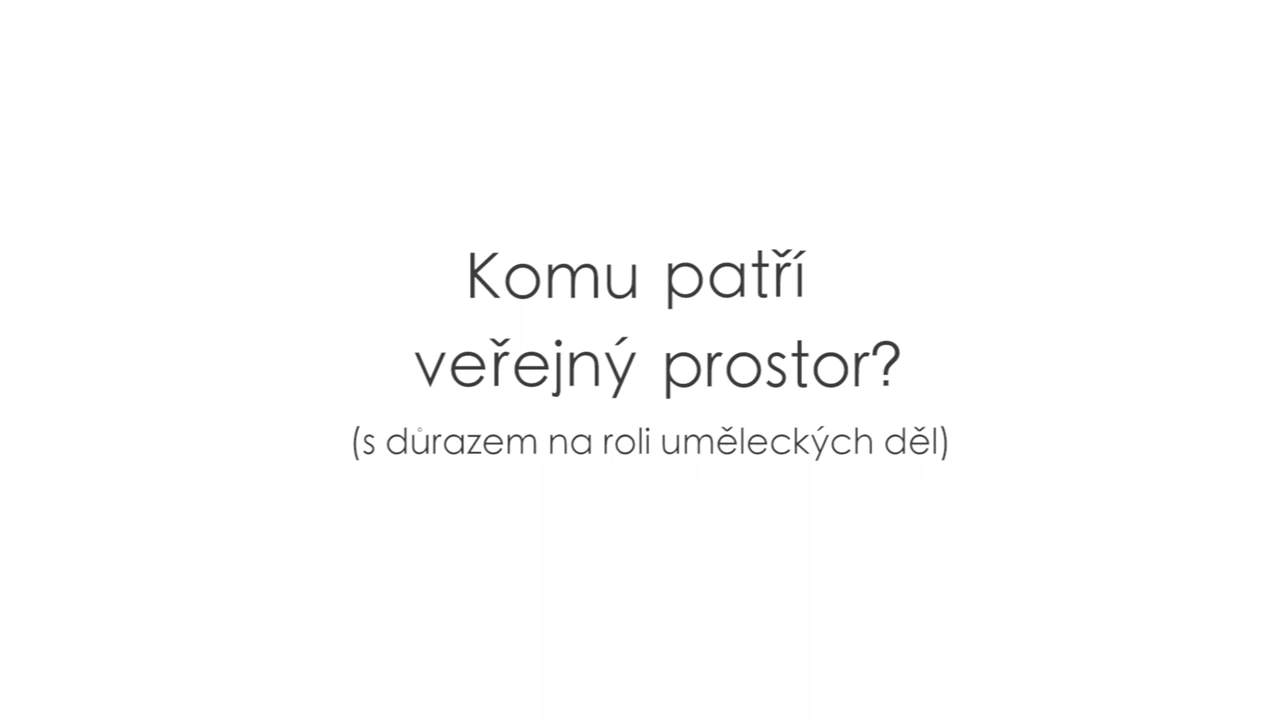 Komu patří
veřejný prostor?
(s důrazem na roli uměleckých děl)